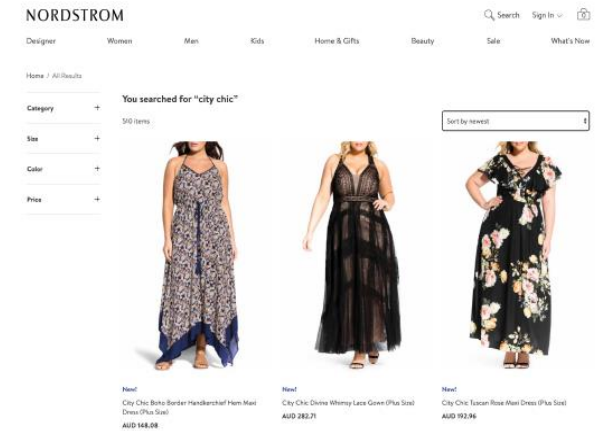 NORDSTROM
Search Sign In 0
Designer Women Men Kids Home & Gifts Beauty Sale What's Now
Home / All Results
Category +
Size +
Color +
Price +
You searched for "city chic"
510 items
Sort by newest
New!
City Chic Boho Border Handkerchief Hem Maxi
Dress (Plus Size)
AUD 148.08
New!
City Chic Divine Whimsy Lace Gown (Plus Size)
AUD 282.71
New!
City Chic Tuscan Rose Maxi Dress (Plus Size)
AUD 192.96